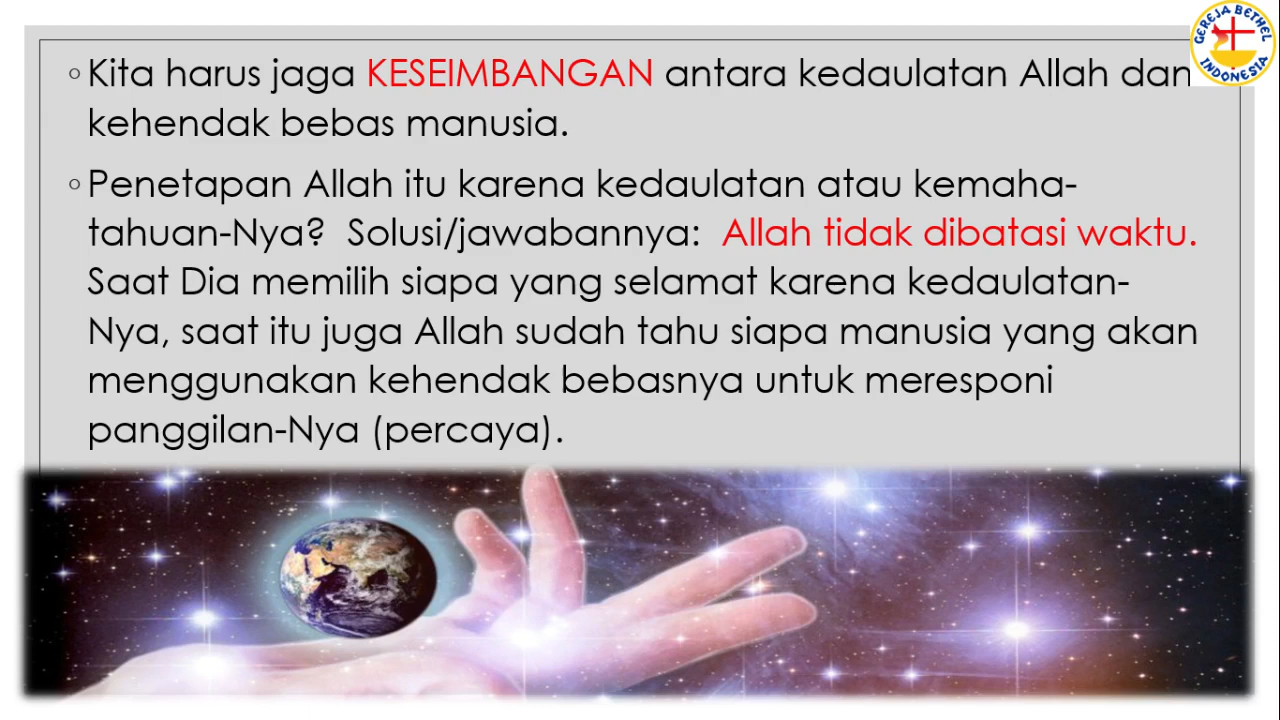 GEREJA BETHEL
INDONESIA
◦Kita harus jaga KESEIMBANGAN antara kedaulatan Allah dan
kehendak bebas manusia.
◦Penetapan Allah itu karena kedaulatan atau kemaha-
tahuan-Nya? Solusi/jawabannya: Allah tidak dibatasi waktu.
Saat Dia memilih siapa yang selamat karena kedaulatan-
Nya, saat itu juga Allah sudah tahu siapa manusia yang akan
menggunakan kehendak bebasnya untuk meresponi
panggilan-Nya (percaya).